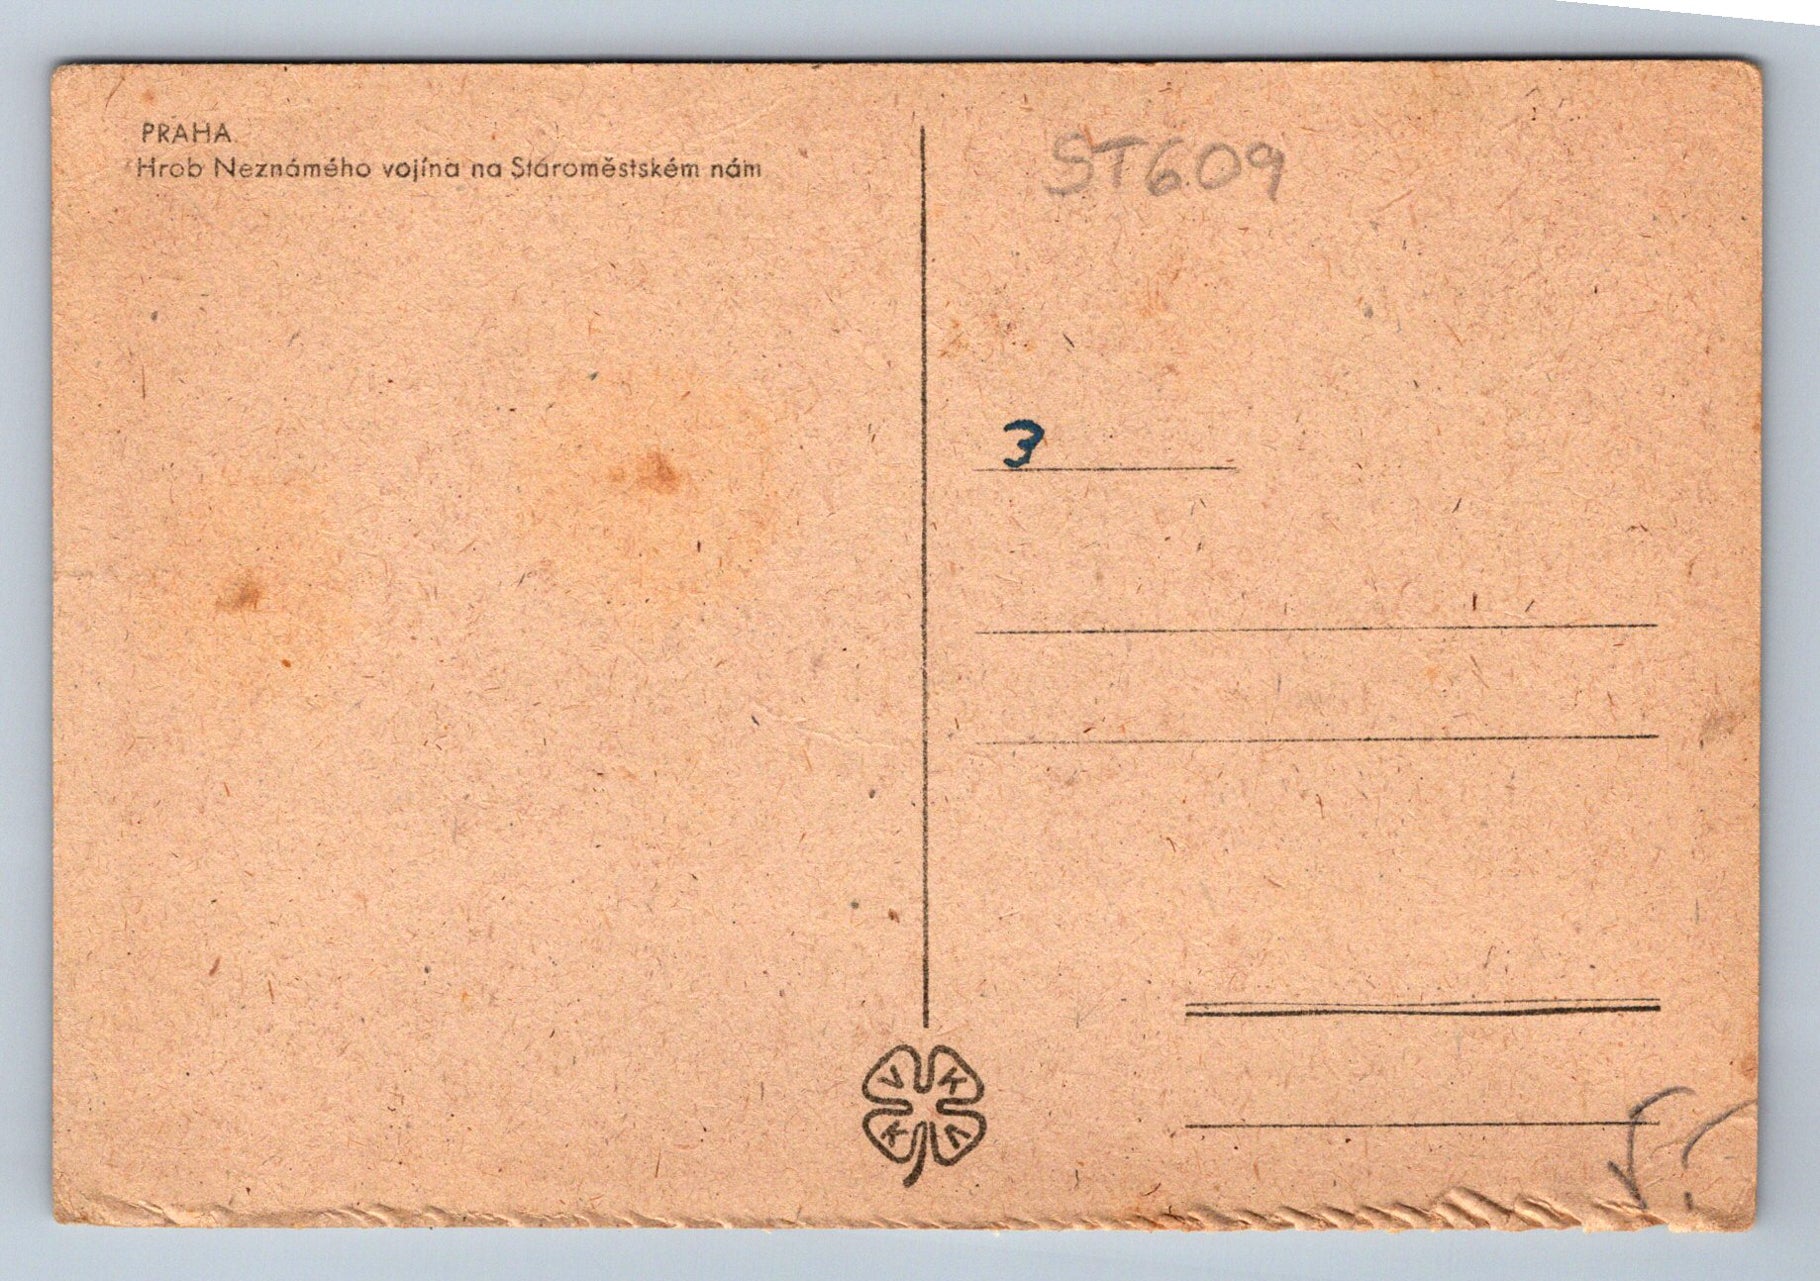 PRAHA
Hrob Neznámého vojína na Staroměstském nám
ST609
3
V K
K V